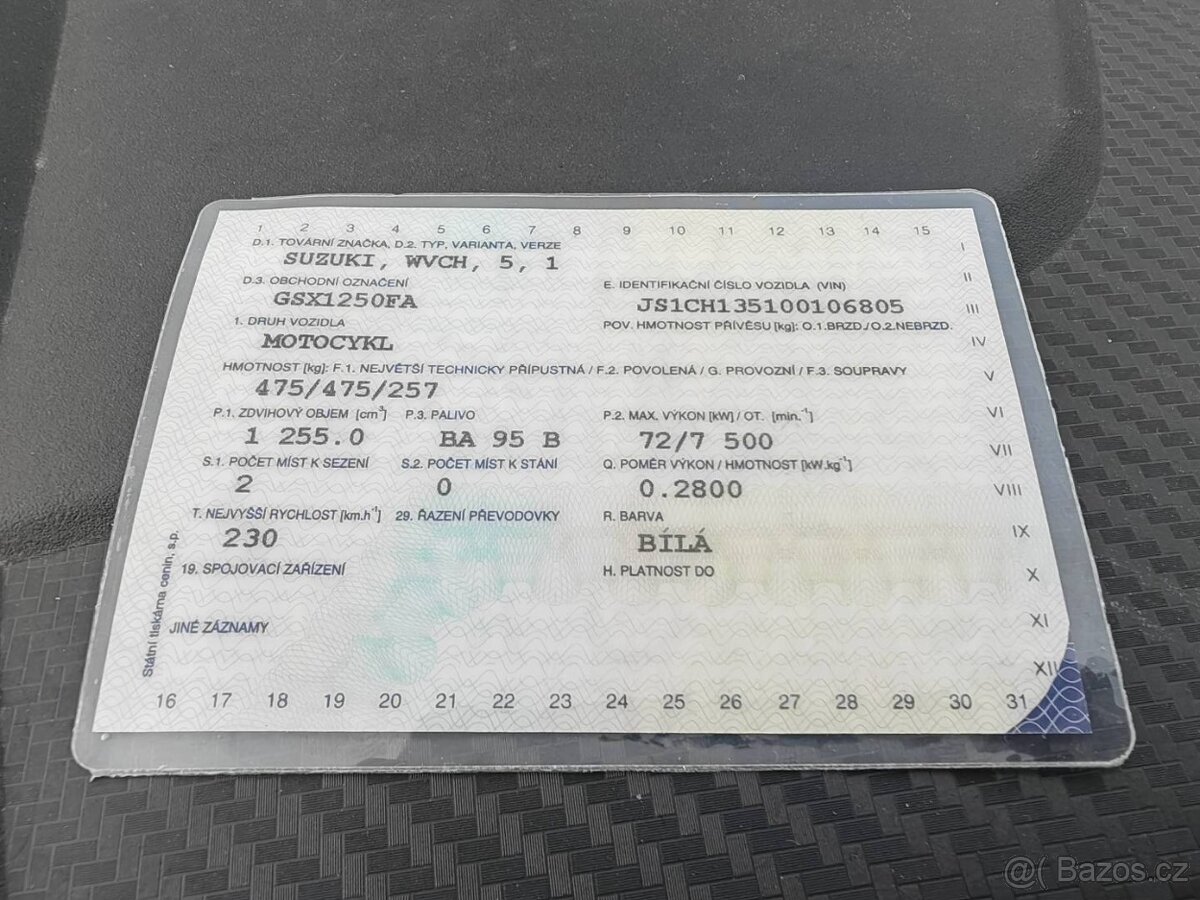 1 2 3 4 5 6 7 8 9 10 11 12 13 14 15
D.1. TOVÁRNÍ ZNAČKA, D.2. TYP, VARIANTA, VERZE I
SUZUKI, WVCH, 5, 1
D.3. OBCHODNÍ OZNAČENÍ E. IDENTIFIKAČNÍ ČÍSLO VOZIDLA (VIN) II
GSX1250FA JS1CH135100106805 III
1. DRUH VOZIDLA POV. HMOTNOST PŘÍVĚSU [kg]: O.1.BRZD./O.2.NEBRZD.
MOTOCYKL IV
HMOTNOST [kg]: F.1. NEJVĚTŠÍ TECHNICKY PŘÍPUSTNÁ / F.2. POVOLENÁ / G. PROVOZNÍ / F.3. SOUPRAVY V
475/475/257
P.1. ZDVIHOVÝ OBJEM [cm³] P.3. PALIVO P.2. MAX. VÝKON [kW] / OT. [min.⁻¹] VI
1 255.0 BA 95 B 72/7 500 VII
S.1. POČET MÍST K SEZENÍ S.2. POČET MÍST K STÁNÍ Q. POMĚR VÝKON / HMOTNOST [kW.kg⁻¹]
2 0 0.2800 VIII
T. NEJVYŠŠÍ RYCHLOST [km.h⁻¹] 29. ŘAZENÍ PŘEVODOVKY R. BARVA IX
230 BÍLÁ
19. SPOJOVACÍ ZAŘÍZENÍ H. PLATNOST DO X
JINÉ ZÁZNAMY XI
XII
Státní tiskárna cenin, s.p.
16 17 18 19 20 21 22 23 24 25 26 27 28 29 30 31
@( Bazos.cz